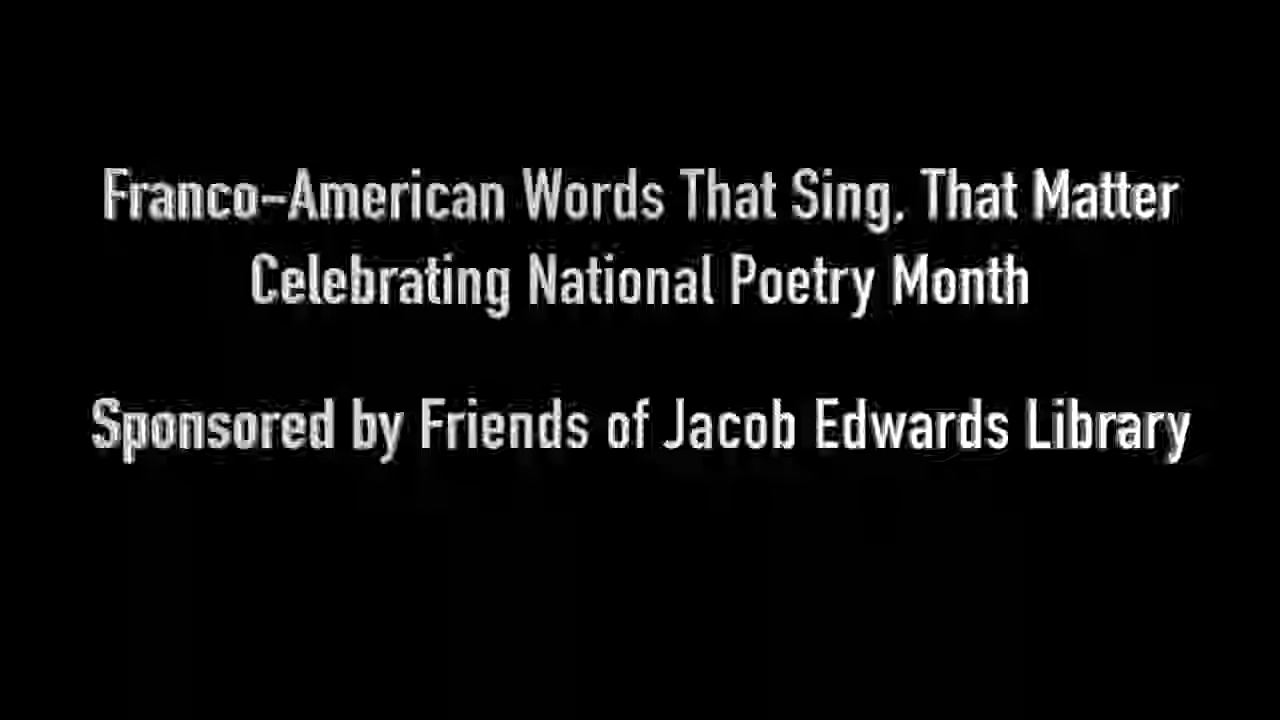 Franco-American Words That Sing, That Matter
Celebrating National Poetry Month
Sponsored by Friends of Jacob Edwards Library